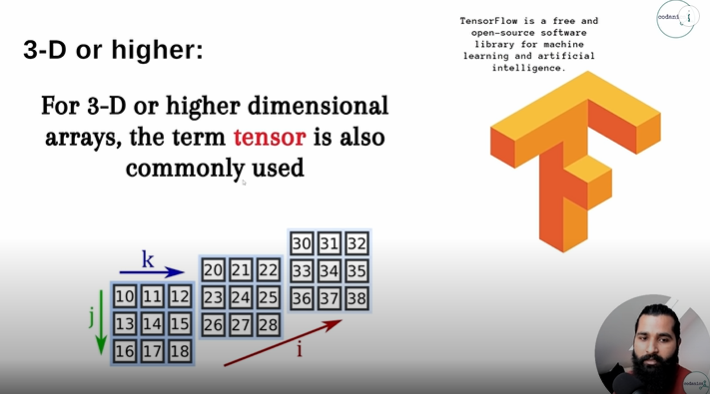 TensorFlow is a free and
open-source software
library for machine
learning and artificial
intelligence.
3-D or higher:
For 3-D or higher dimensional
arrays, the term tensor is also
commonly used
k
j
i
10 11 12
13 14 15
16 17 18
20 21 22
23 24 25
26 27 28
30 31 32
33 34 35
36 37 38